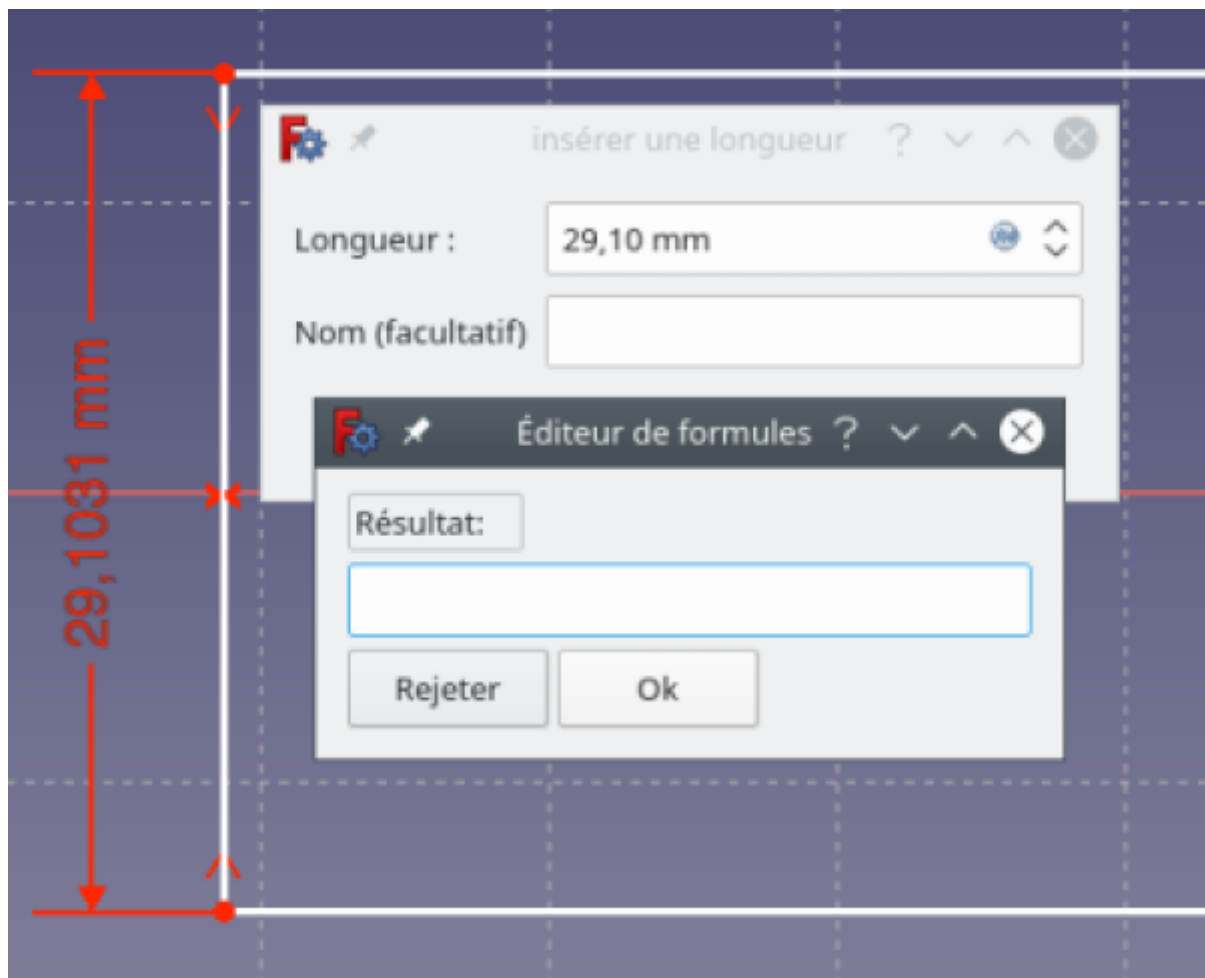 insérer une longueur
Longueur : 29,10 mm
Nom (facultatif)
29,1031 mm
Éditeur de formules
Résultat:
Rejeter Ok